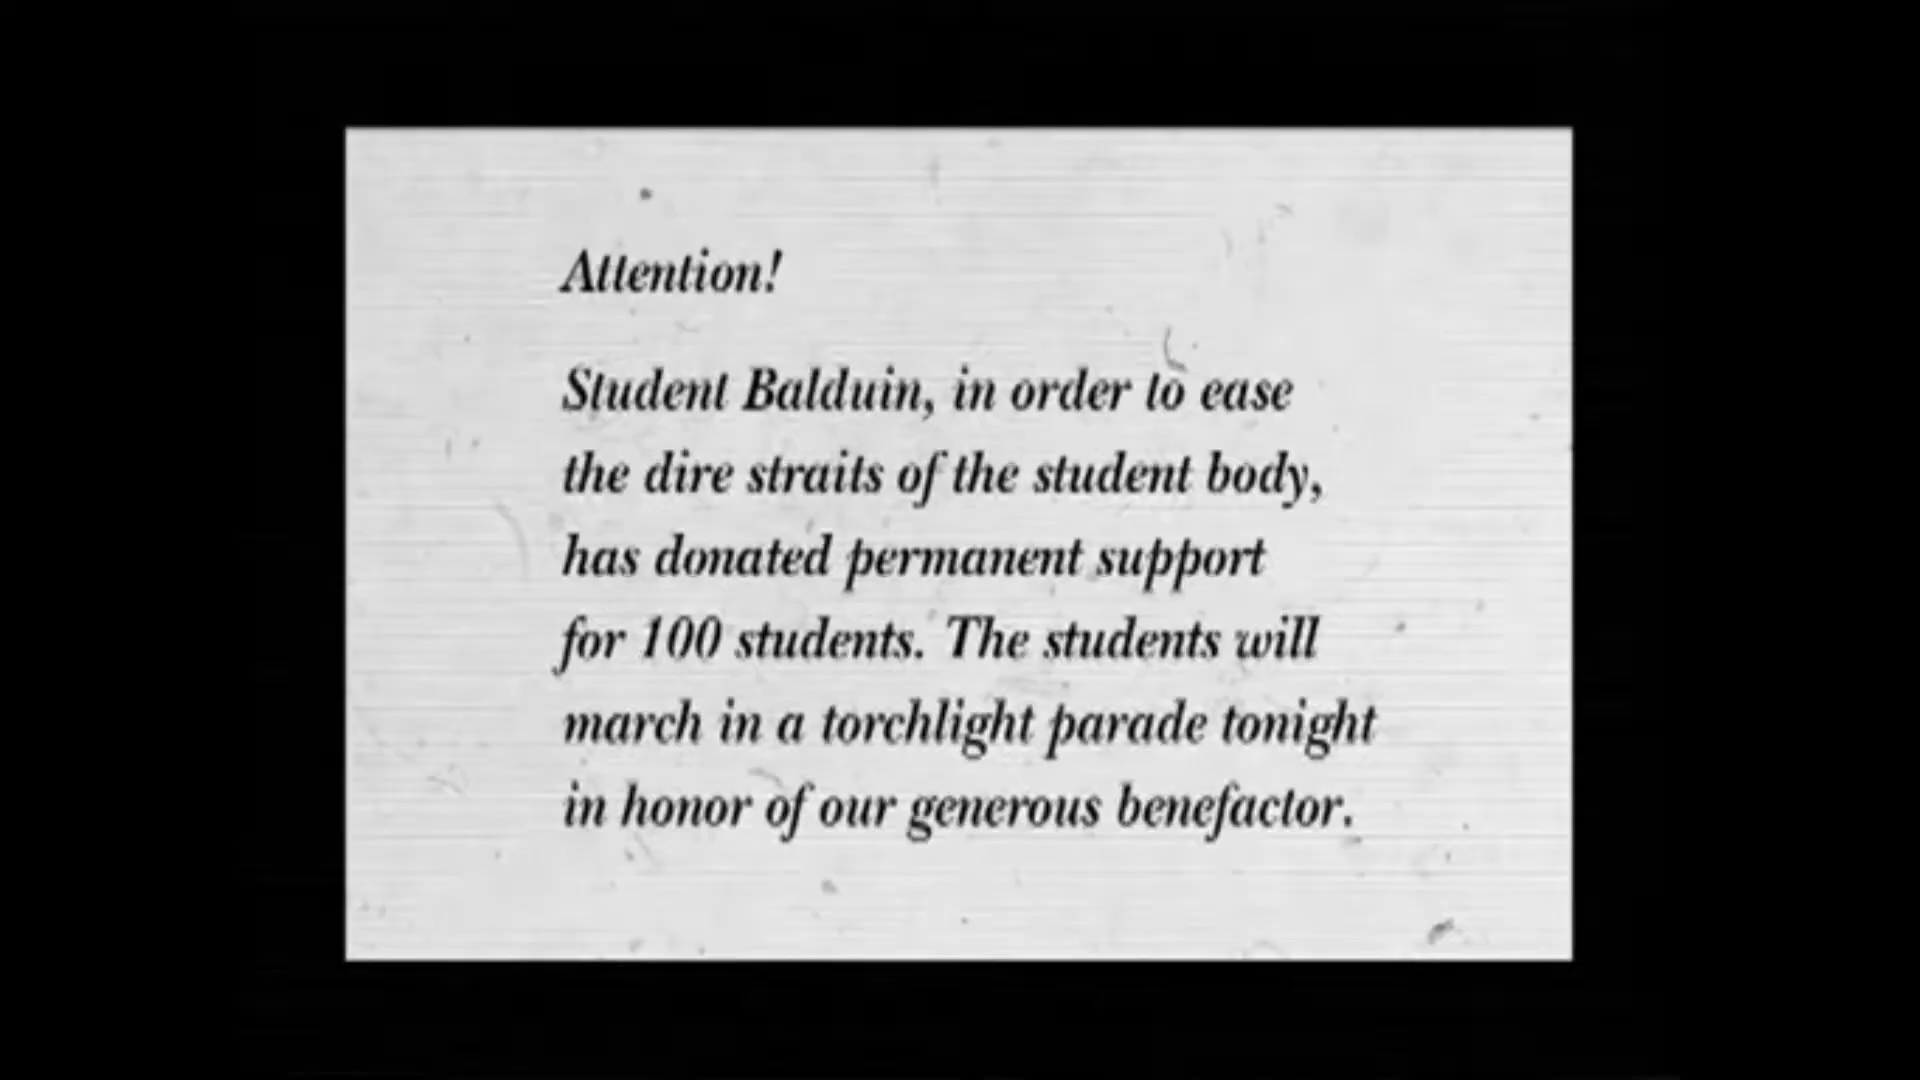 Attention!
Student Balduin, in order to ease
the dire straits of the student body,
has donated permanent support
for 100 students. The students will
march in a torchlight parade tonight
in honor of our generous benefactor.